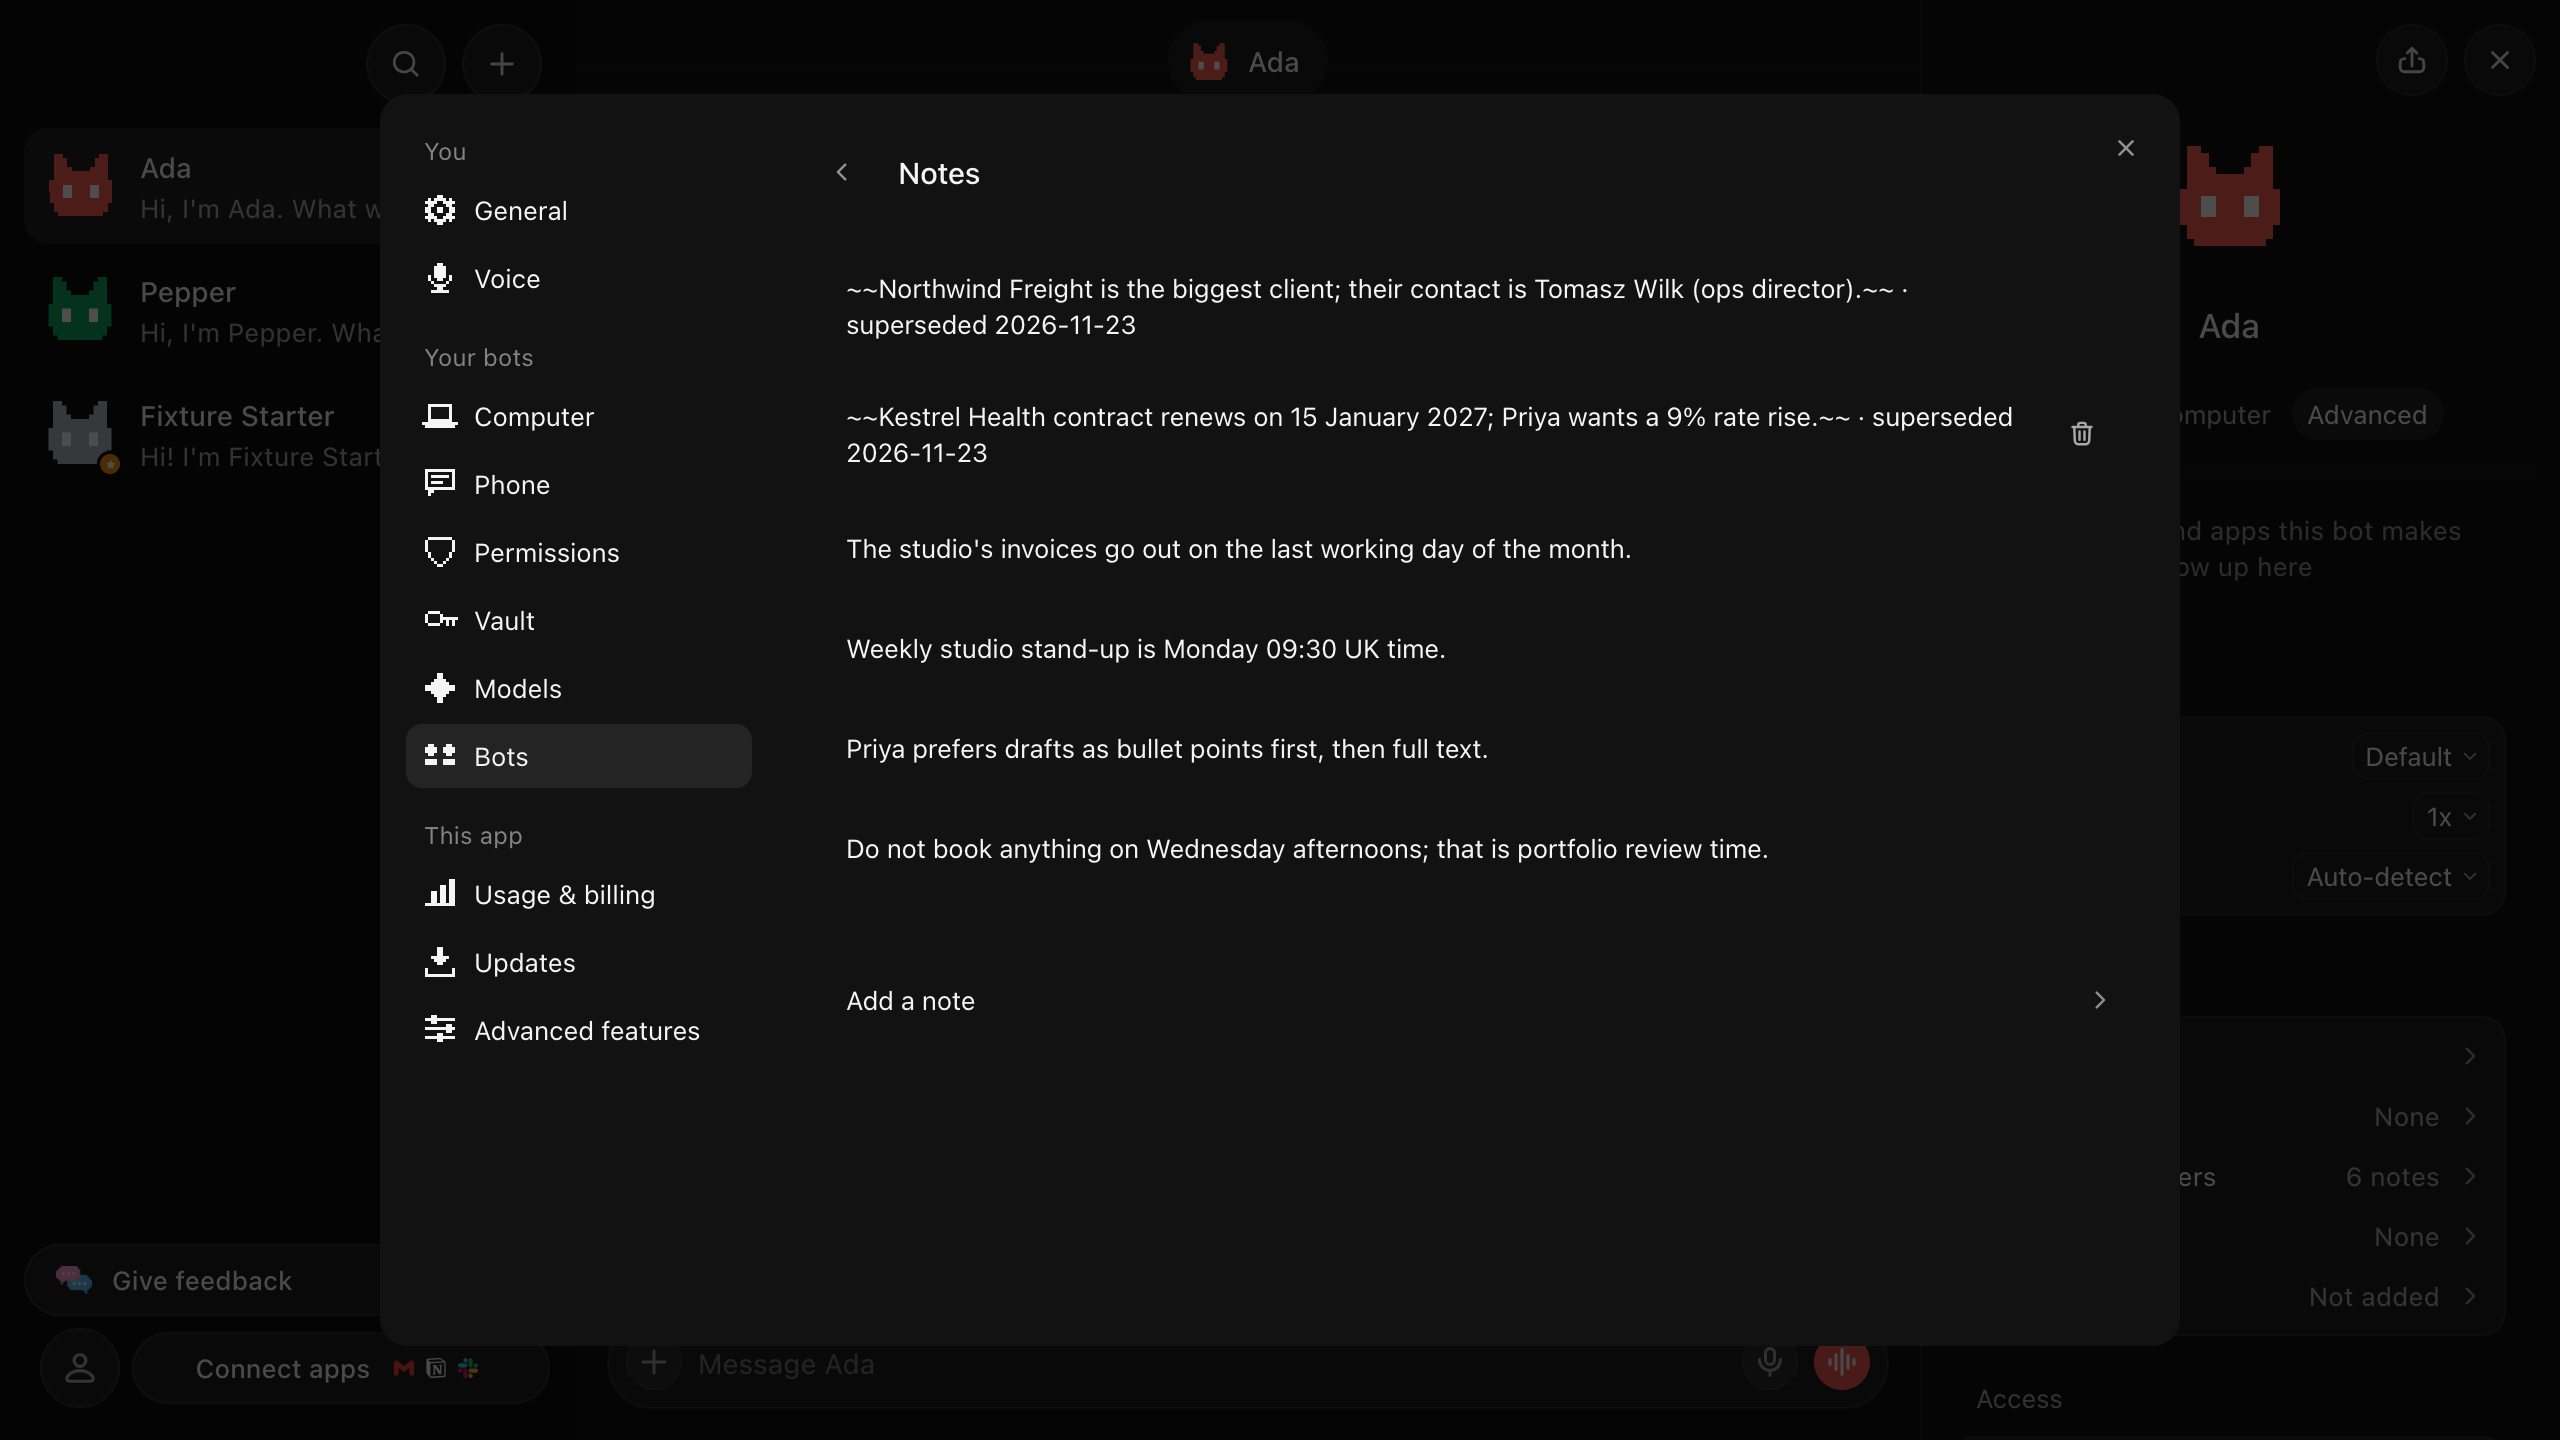 Ada
Ada
Hi, I'm Ada. What w
Pepper
Hi, I'm Pepper. Wha
Fixture Starter
Hi! I'm Fixture Start
Give feedback
Connect apps
You
General
Voice
Your bots
Computer
Phone
Permissions
Vault
Models
Bots
This app
Usage & billing
Updates
Advanced features
Notes
~~Northwind Freight is the biggest client; their contact is Tomasz Wilk (ops director).~~ ·
superseded 2026-11-23
~~Kestrel Health contract renews on 15 January 2027; Priya wants a 9% rate rise.~~ · superseded
2026-11-23
The studio's invoices go out on the last working day of the month.
Weekly studio stand-up is Monday 09:30 UK time.
Priya prefers drafts as bullet points first, then full text.
Do not book anything on Wednesday afternoons; that is portfolio review time.
Add a note
Message Ada
Ada
mputer Advanced
nd apps this bot makes
ow up here
Default
1x
Auto-detect
None
ers 6 notes
None
Not added
Access